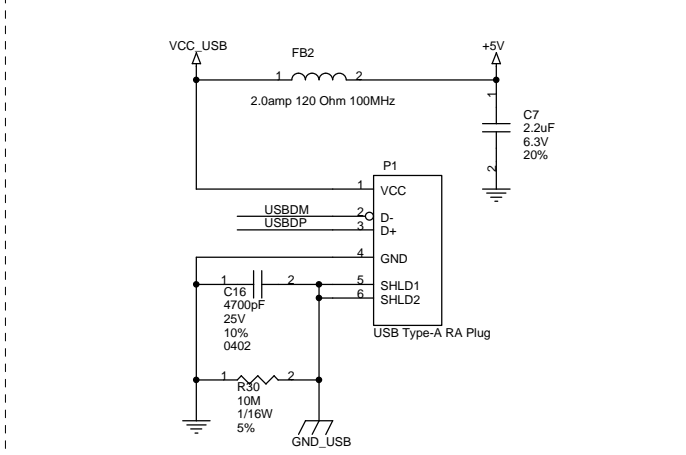 VCC_USB
FB2
+5V
1
2
2.0amp 120 Ohm 100MHz
1
C7
2.2uF
6.3V
20%
2
P1
1
VCC
USBDM
2
D-
USBDP
3
D+
4
GND
1
2
5
SHLD1
6
SHLD2
C16
4700pF
25V
10%
0402
USB Type-A RA Plug
1
2
R30
10M
1/16W
5%
GND_USB